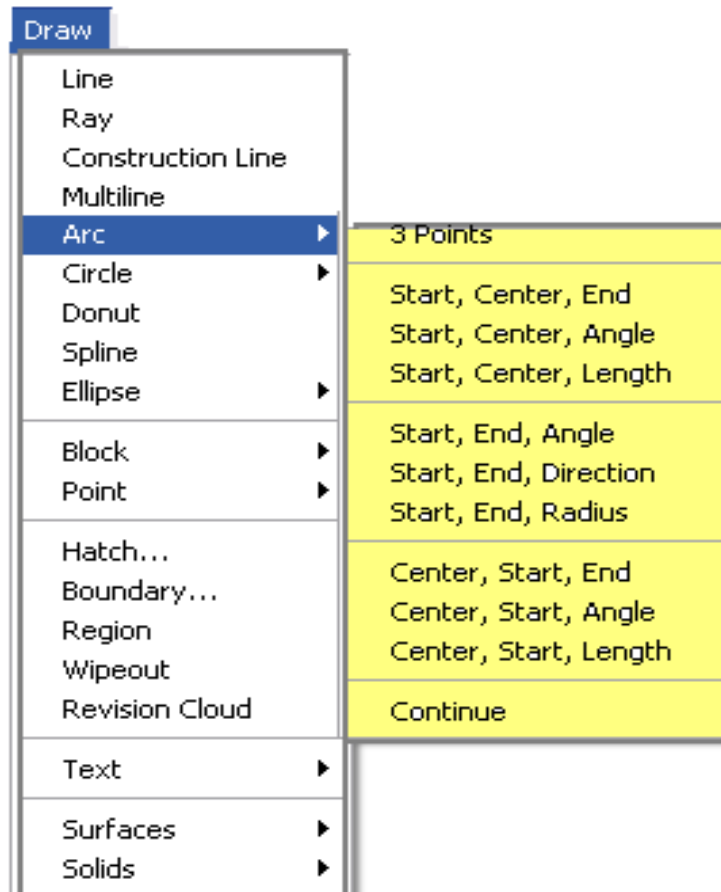 Draw
Line
Ray
Construction Line
Multiline
Arc
Circle
Donut
Spline
Ellipse
Block
Point
Hatch...
Boundary...
Region
Wipeout
Revision Cloud
Text
Surfaces
Solids
3 Points
Start, Center, End
Start, Center, Angle
Start, Center, Length
Start, End, Angle
Start, End, Direction
Start, End, Radius
Center, Start, End
Center, Start, Angle
Center, Start, Length
Continue